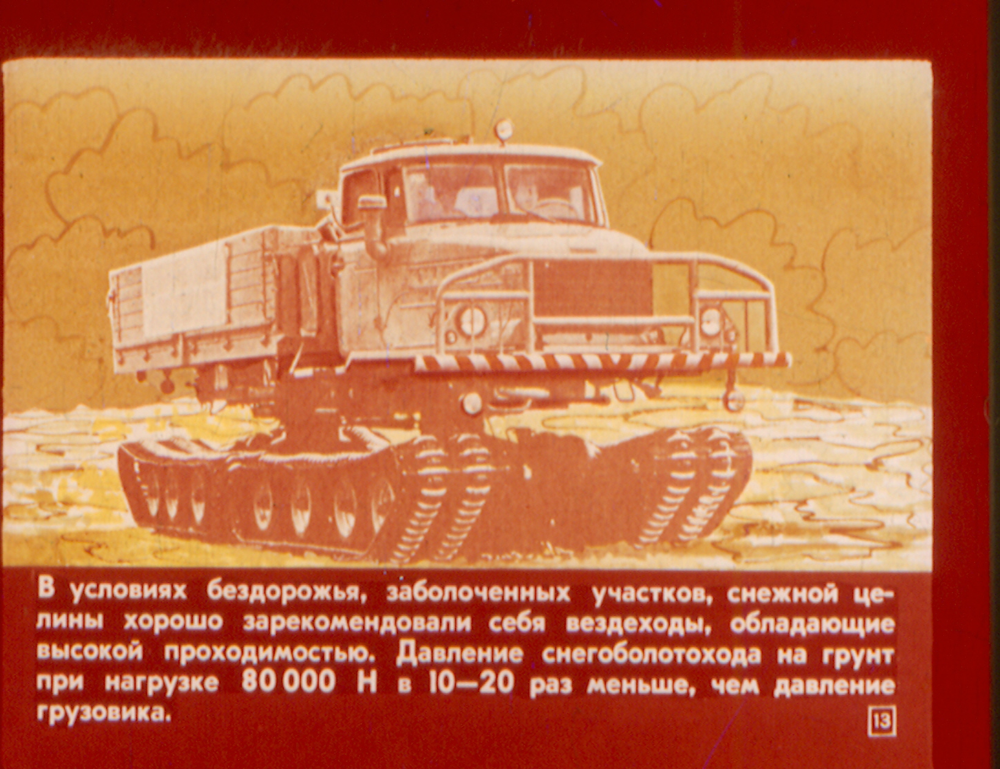 В условиях бездорожья, заболоченных участков, снежной це-
лины хорошо зарекомендовали себя вездеходы, обладающие
высокой проходимостью. Давление снегоболотохода на грунт
при нагрузке 80 000 Н в 10—20 раз меньше, чем давление
грузовика.
13